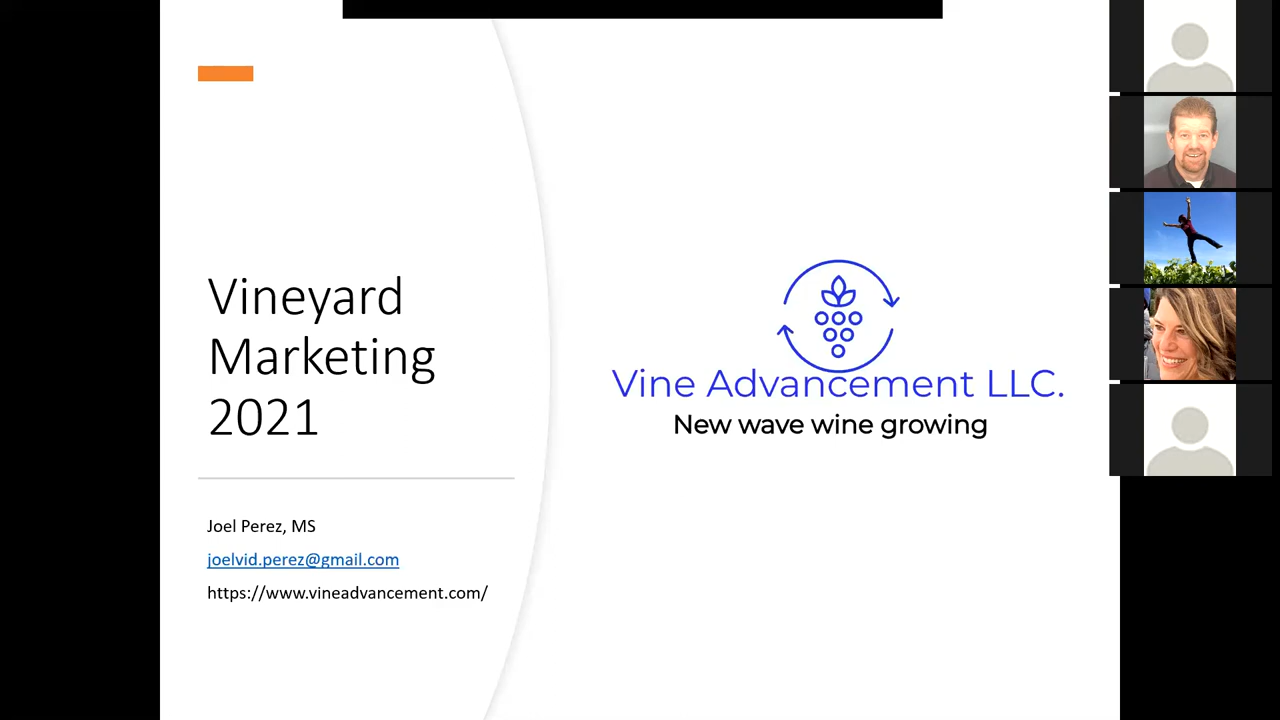 Vineyard
Marketing
2021
Joel Perez, MS
joelvid.perez@gmail.com
https://www.vineadvancement.com/
Vine Advancement LLC.
New wave wine growing